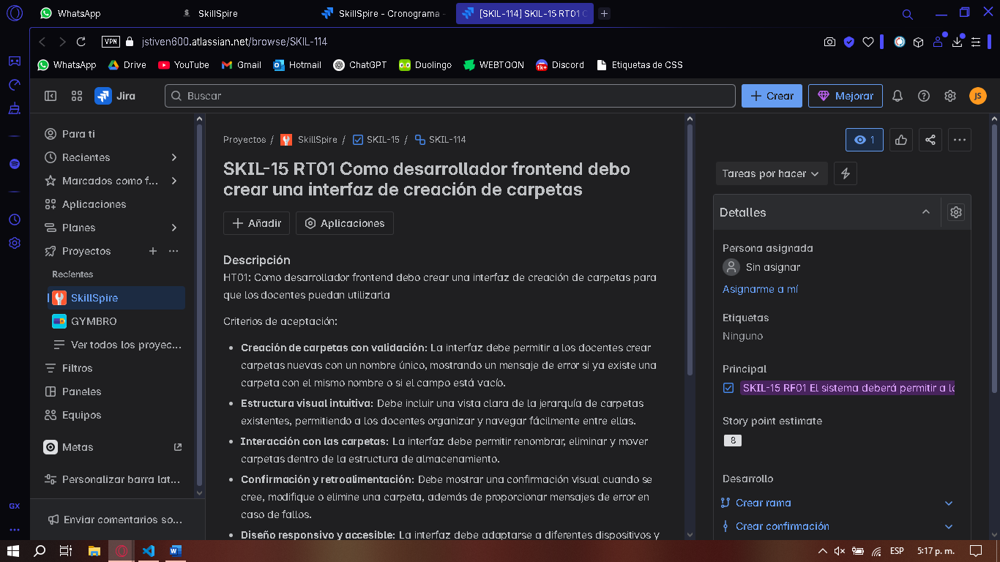 WhatsApp
SkillSpire
SkillSpire - Cronograma -
[SKIL-114] SKIL-15 RT01 C
VPN
jstiven600.atlassian.net/browse/SKIL-114
WhatsApp
Drive
YouTube
Gmail
Hotmail
ChatGPT
Duolingo
WEBTOON
1k+
Discord
Etiquetas de CSS
Jira
Buscar
Crear
Mejorar
JS
Para ti
Recientes
Marcados como f...
Aplicaciones
Planes
Proyectos
Recientes
SkillSpire
GYMBRO
Ver todos los proyec...
Filtros
Paneles
Equipos
Metas
Personalizar barra lat...
Enviar comentarios so...
GX
Proyectos / SkillSpire / SKIL-15 / SKIL-114
SKIL-15 RT01 Como desarrollador frontend debo
crear una interfaz de creación de carpetas
Añadir
Aplicaciones
Descripción
HT01: Como desarrollador frontend debo crear una interfaz de creación de carpetas para
que los docentes puedan utilizarla
Criterios de aceptación:
• Creación de carpetas con validación: La interfaz debe permitir a los docentes crear
carpetas nuevas con un nombre único, mostrando un mensaje de error si ya existe una
carpeta con el mismo nombre o si el campo está vacío.
• Estructura visual intuitiva: Debe incluir una vista clara de la jerarquía de carpetas
existentes, permitiendo a los docentes organizar y navegar fácilmente entre ellas.
• Interacción con las carpetas: La interfaz debe permitir renombrar, eliminar y mover
carpetas dentro de la estructura de almacenamiento.
• Confirmación y retroalimentación: Debe mostrar una confirmación visual cuando se
cree, modifique o elimine una carpeta, además de proporcionar mensajes de error en
caso de fallos.
• Diseño responsivo y accesible: La interfaz debe adaptarse a diferentes dispositivos y
1
Tareas por hacer
Detalles
Persona asignada
Sin asignar
Asignarme a mí
Etiquetas
Ninguno
Principal
SKIL-15 RF01 El sistema deberá permitir a lo
Story point estimate
8
Desarrollo
Crear rama
Crear confirmación
ESP
5:17 p. m.